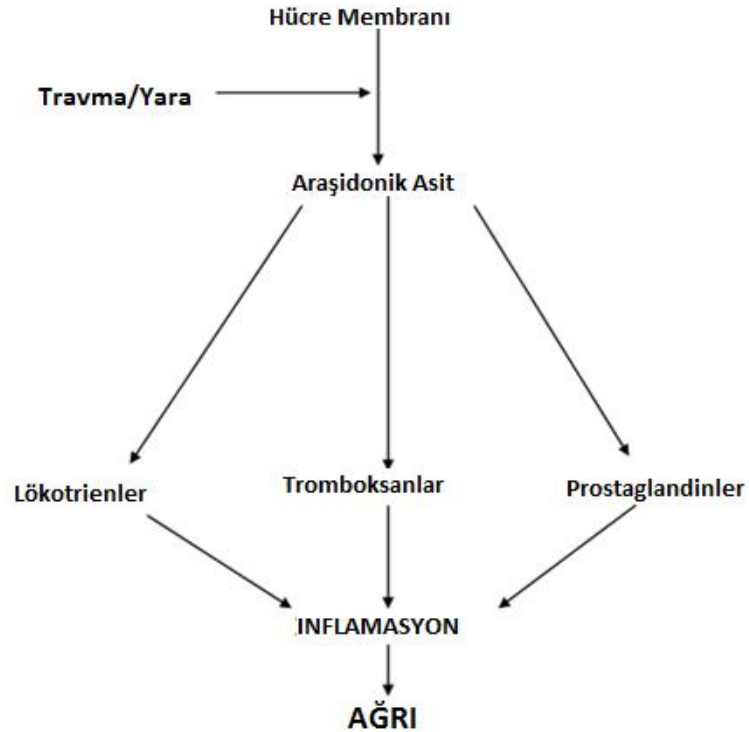 Hücre Membranı
Travma/Yara
Araşidonik Asit
Lökotrienler
Tromboksanlar
Prostaglandinler
INFLAMASYON
AĞRI